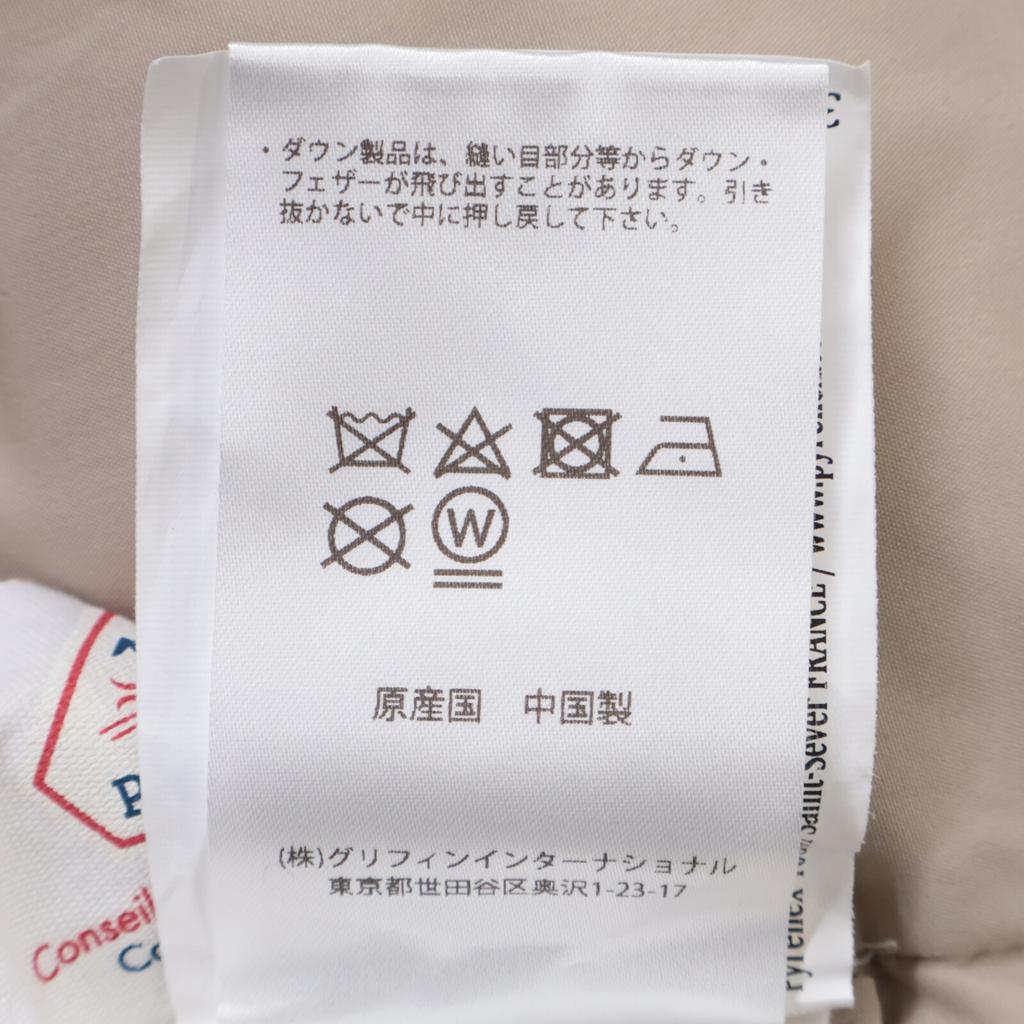 ・ダウン製品は、縫い目部分等からダウン・
フェザーが飛び出すことがあります。引き
抜かないで中に押し戻して下さい。
W
原産国 中国製
(株)グリフィンインターナショナル
東京都世田谷区奥沢1-23-17
Conseil
Pyrenex
Saint-Sever FRANCE /